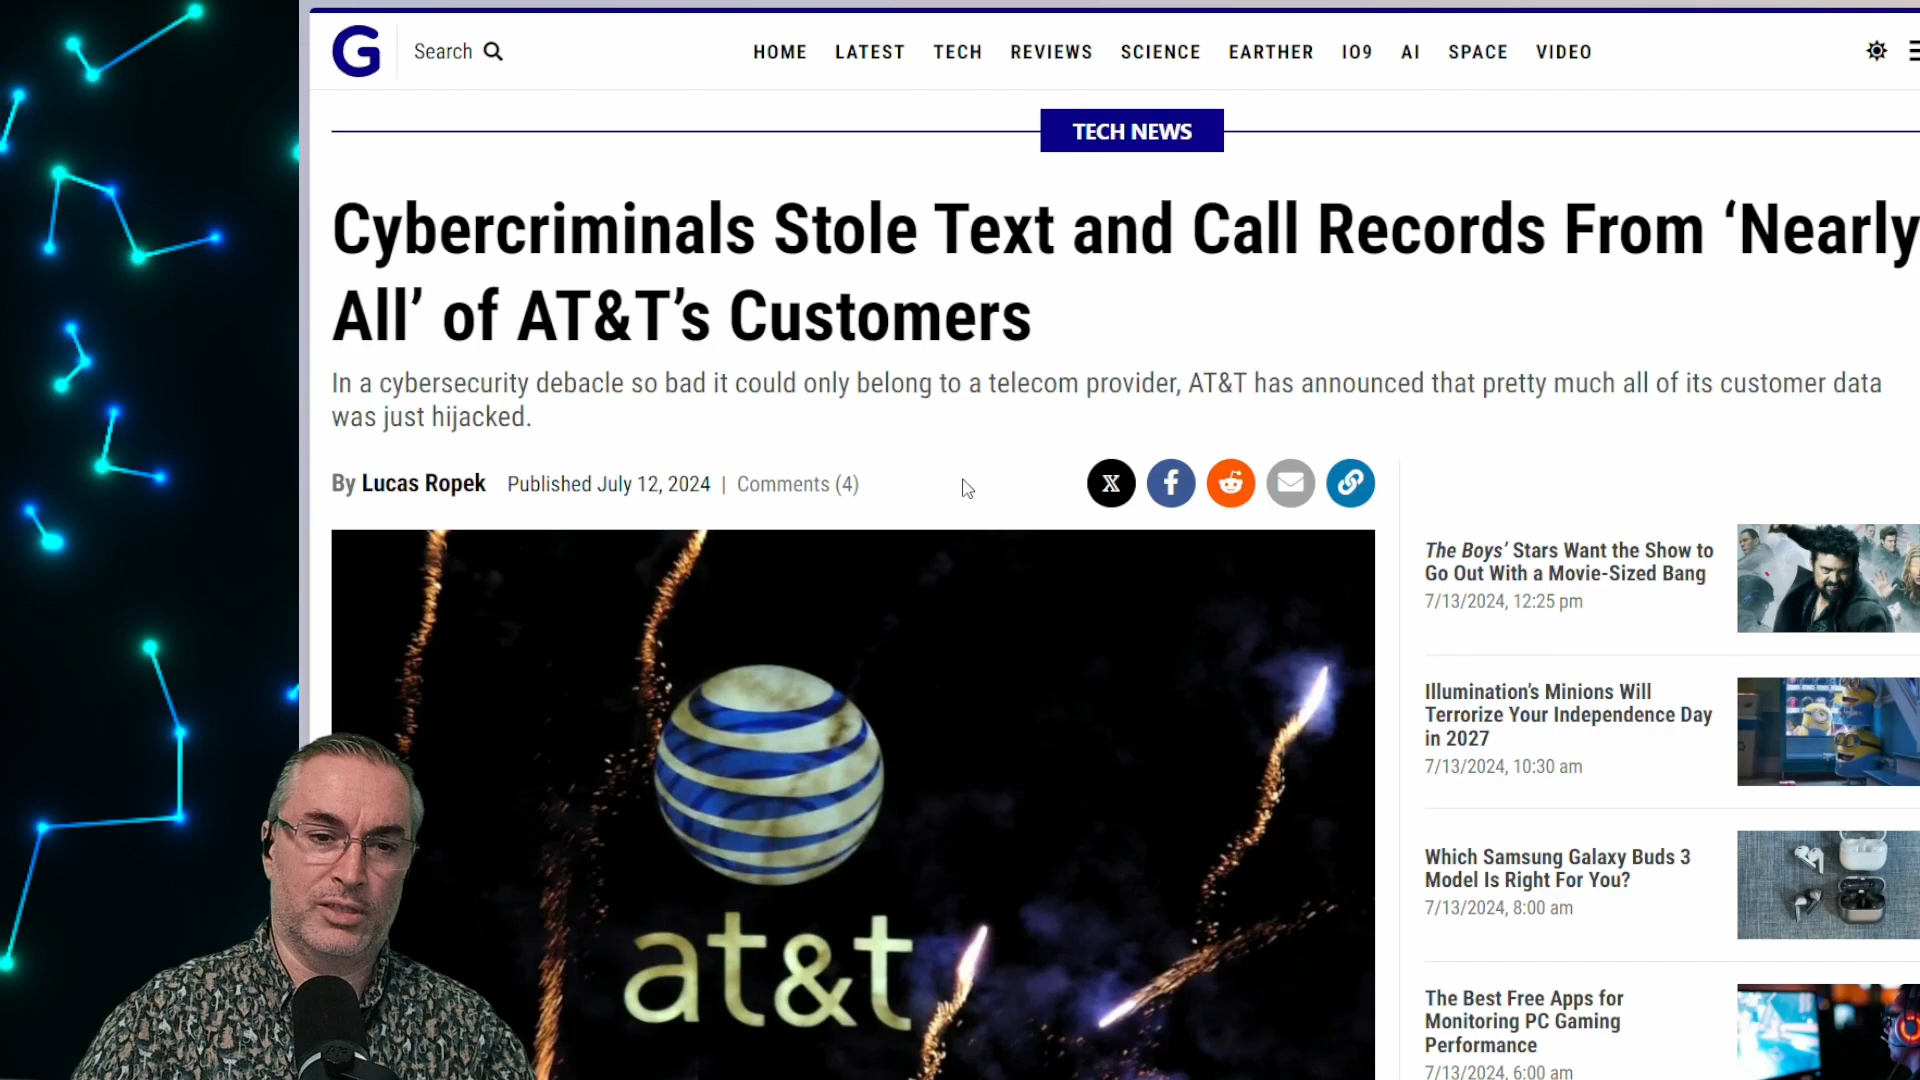 G
Search
HOME LATEST TECH REVIEWS SCIENCE EARTHER IO9 AI SPACE VIDEO
TECH NEWS
Cybercriminals Stole Text and Call Records From ‘Nearly
All’ of AT&T’s Customers
In a cybersecurity debacle so bad it could only belong to a telecom provider, AT&T has announced that pretty much all of its customer data
was just hijacked.
By Lucas Ropek Published July 12, 2024 | Comments (4)
at&t
The Boys’ Stars Want the Show to
Go Out With a Movie-Sized Bang
7/13/2024, 12:25 pm
Illumination’s Minions Will
Terrorize Your Independence Day
in 2027
7/13/2024, 10:30 am
Which Samsung Galaxy Buds 3
Model Is Right For You?
7/13/2024, 8:00 am
The Best Free Apps for
Monitoring PC Gaming
Performance
7/13/2024, 6:00 am